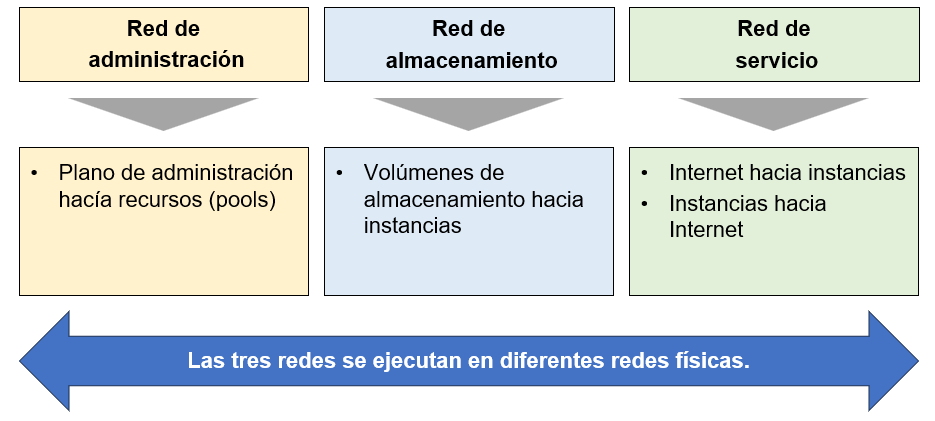 Red de
administración
Red de
almacenamiento
Red de
servicio
• Plano de administración
hacía recursos (pools)
• Volúmenes de
almacenamiento hacia
instancias
• Internet hacia instancias
• Instancias hacia
Internet
Las tres redes se ejecutan en diferentes redes físicas.